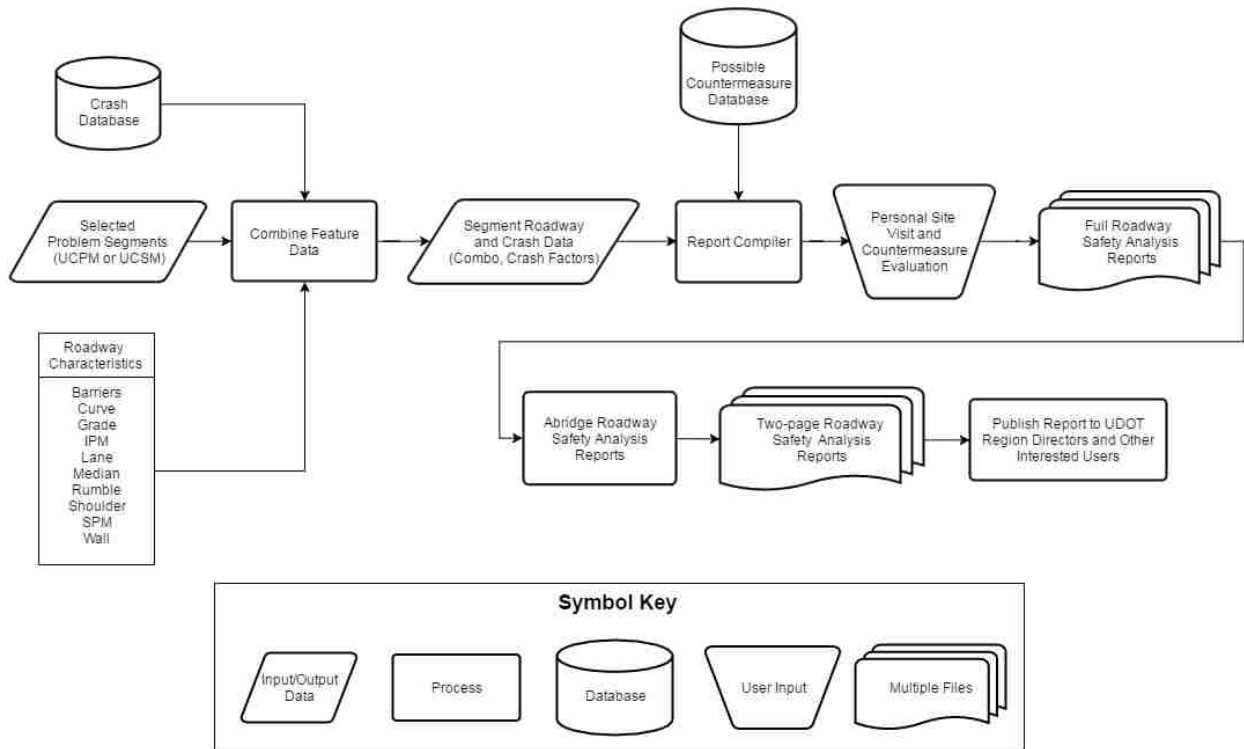 Possible
Countermeasure
Database
Crash
Database
Selected
Problem Segments
(UCPM or UCSM)
Combine Feature
Data
Segment Roadway
and Crash Data
(Combo, Crash Factors)
Report Compiler
Personal Site
Visit and
Countermeasure
Evaluation
Full Roadway
Safety Analysis
Reports
Roadway
Characteristics
Barriers
Curve
Grade
IPM
Lane
Median
Rumble
Shoulder
SPM
Wall
Abridge Roadway
Safety Analysis
Reports
Two-page Roadway
Safety Analysis
Reports
Publish Report to UDOT
Region Directors and Other
Interested Users
Symbol Key
Input/Output
Data
Process
Database
User Input
Multiple Files